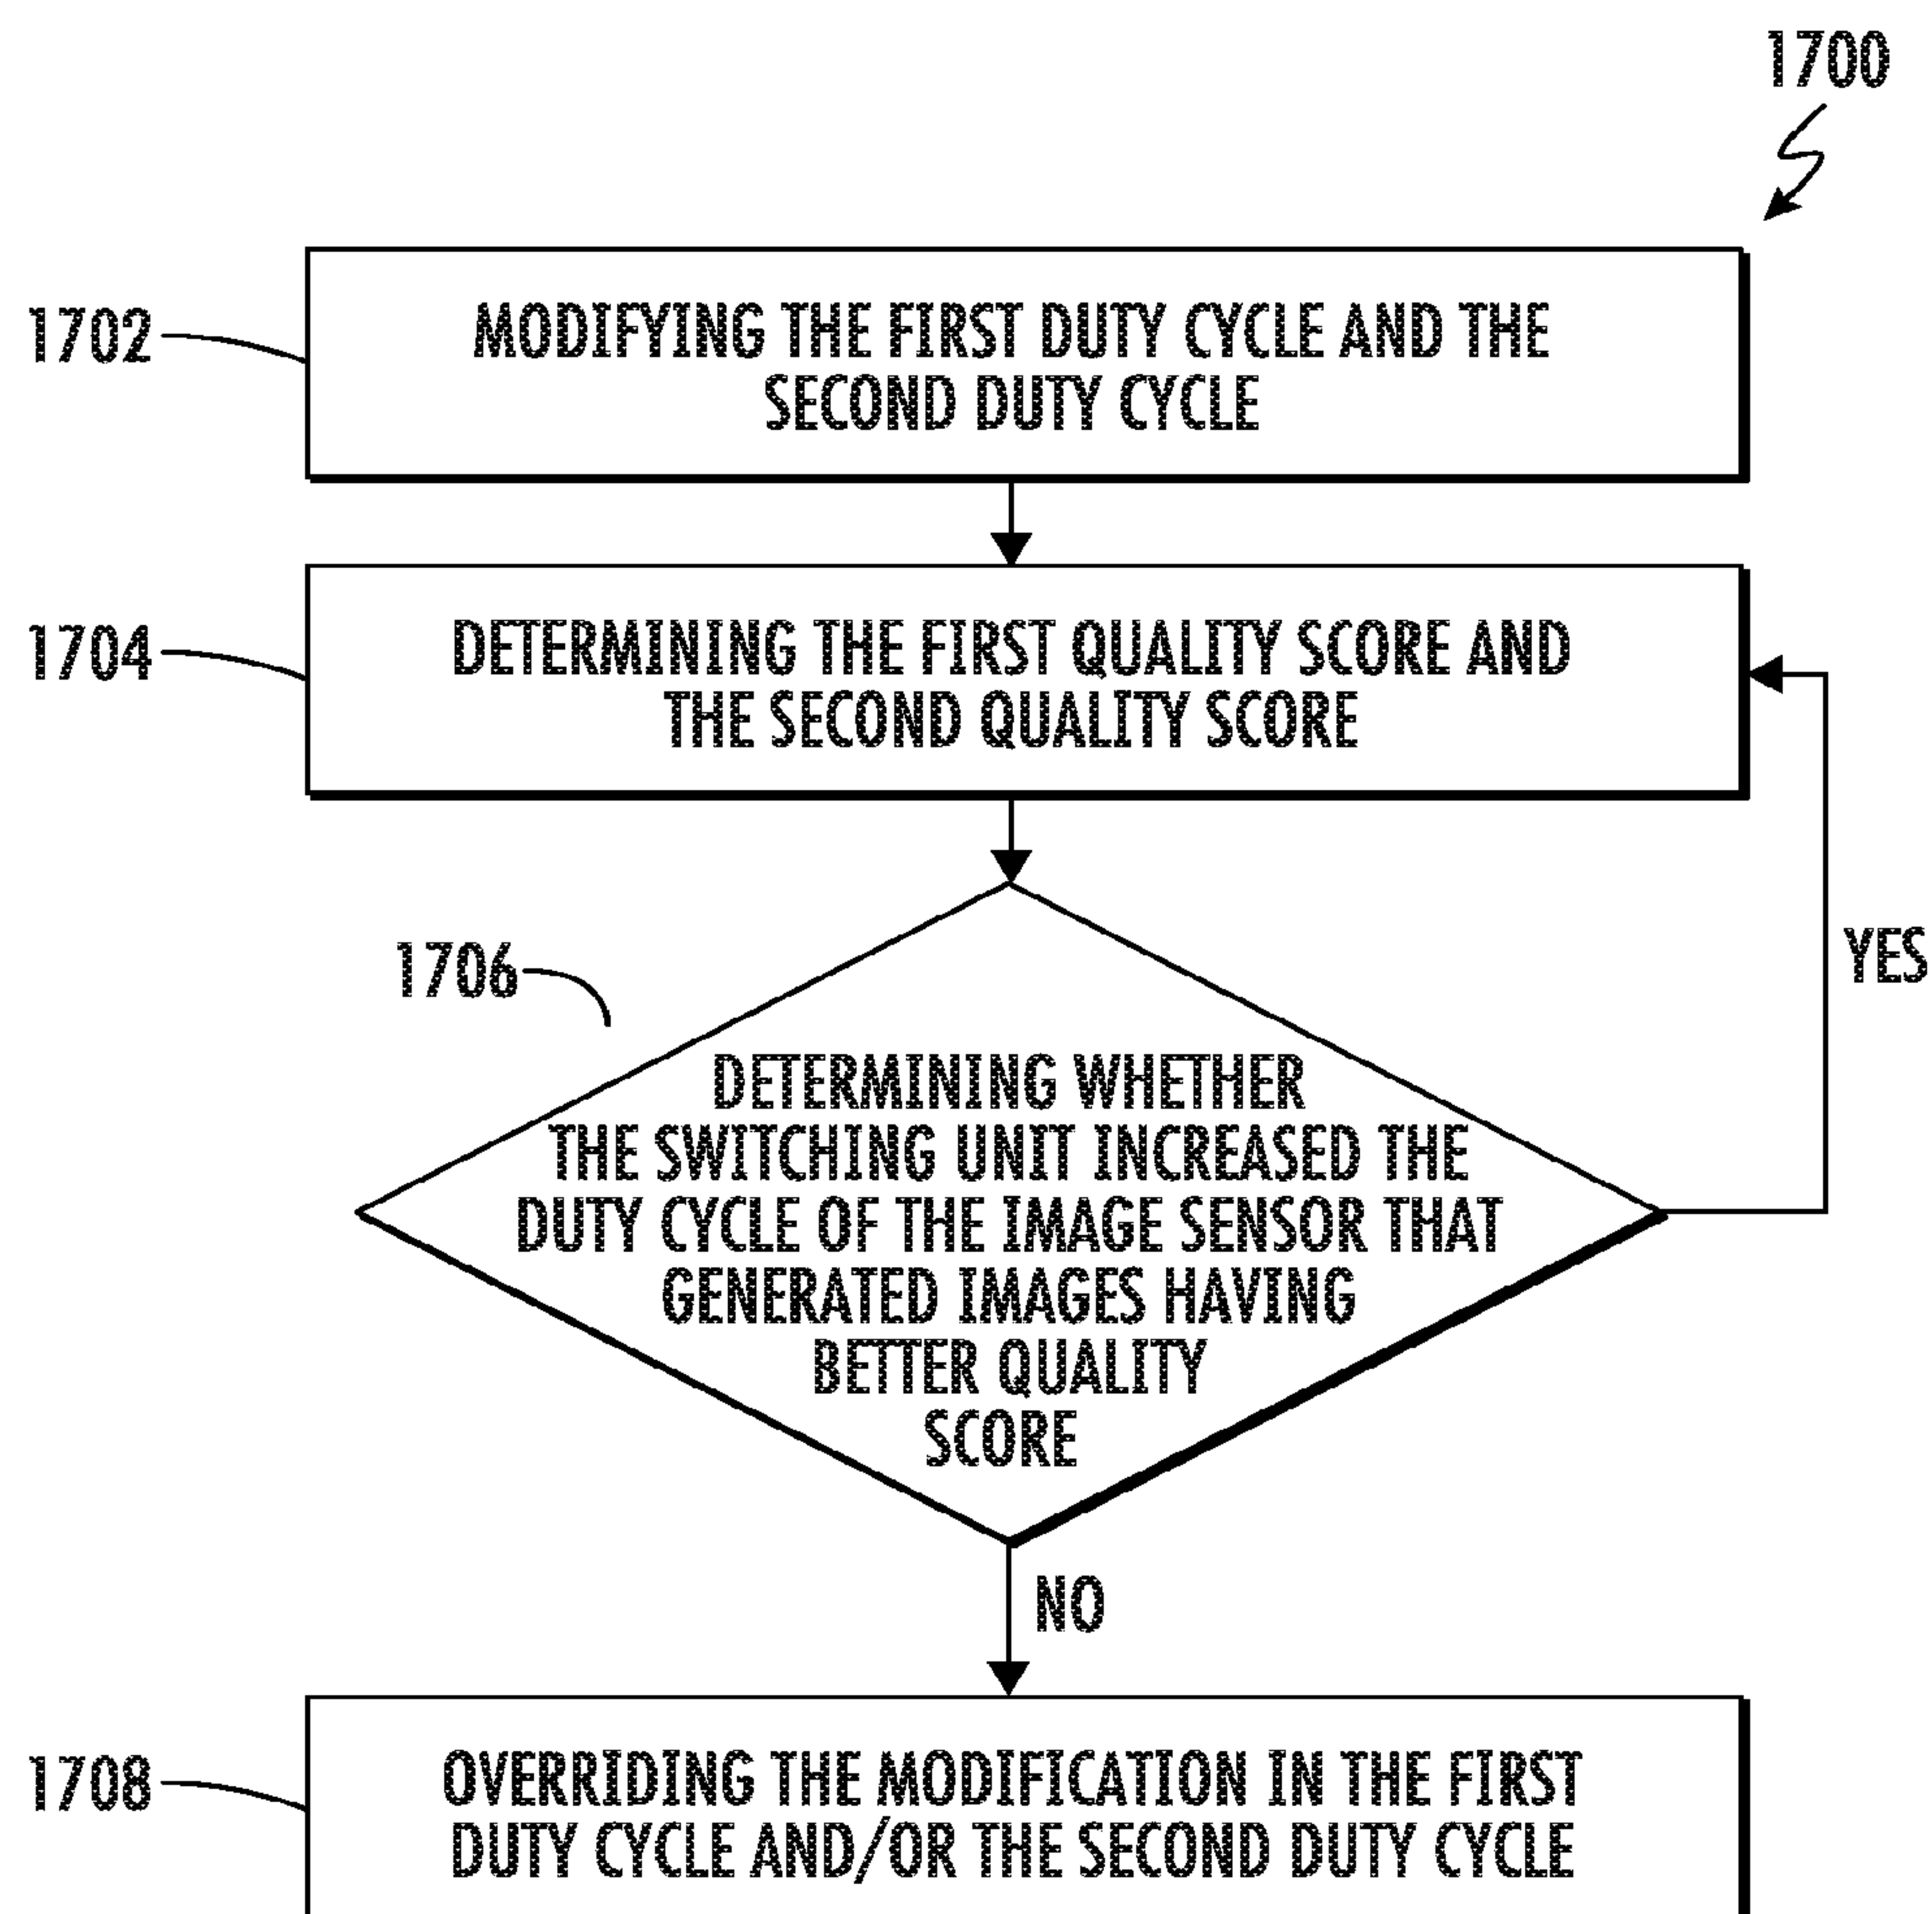 1700
1702
MODIFYING THE FIRST DUTY CYCLE AND THE
SECOND DUTY CYCLE
1704
DETERMINING THE FIRST QUALITY SCORE AND
THE SECOND QUALITY SCORE
YES
1706
DETERMINING WHETHER
THE SWITCHING UNIT INCREASED THE
DUTY CYCLE OF THE IMAGE SENSOR THAT
GENERATED IMAGES HAVING
BETTER QUALITY
SCORE
NO
1708
OVERRIDING THE MODIFICATION IN THE FIRST
DUTY CYCLE AND/OR THE SECOND DUTY CYCLE